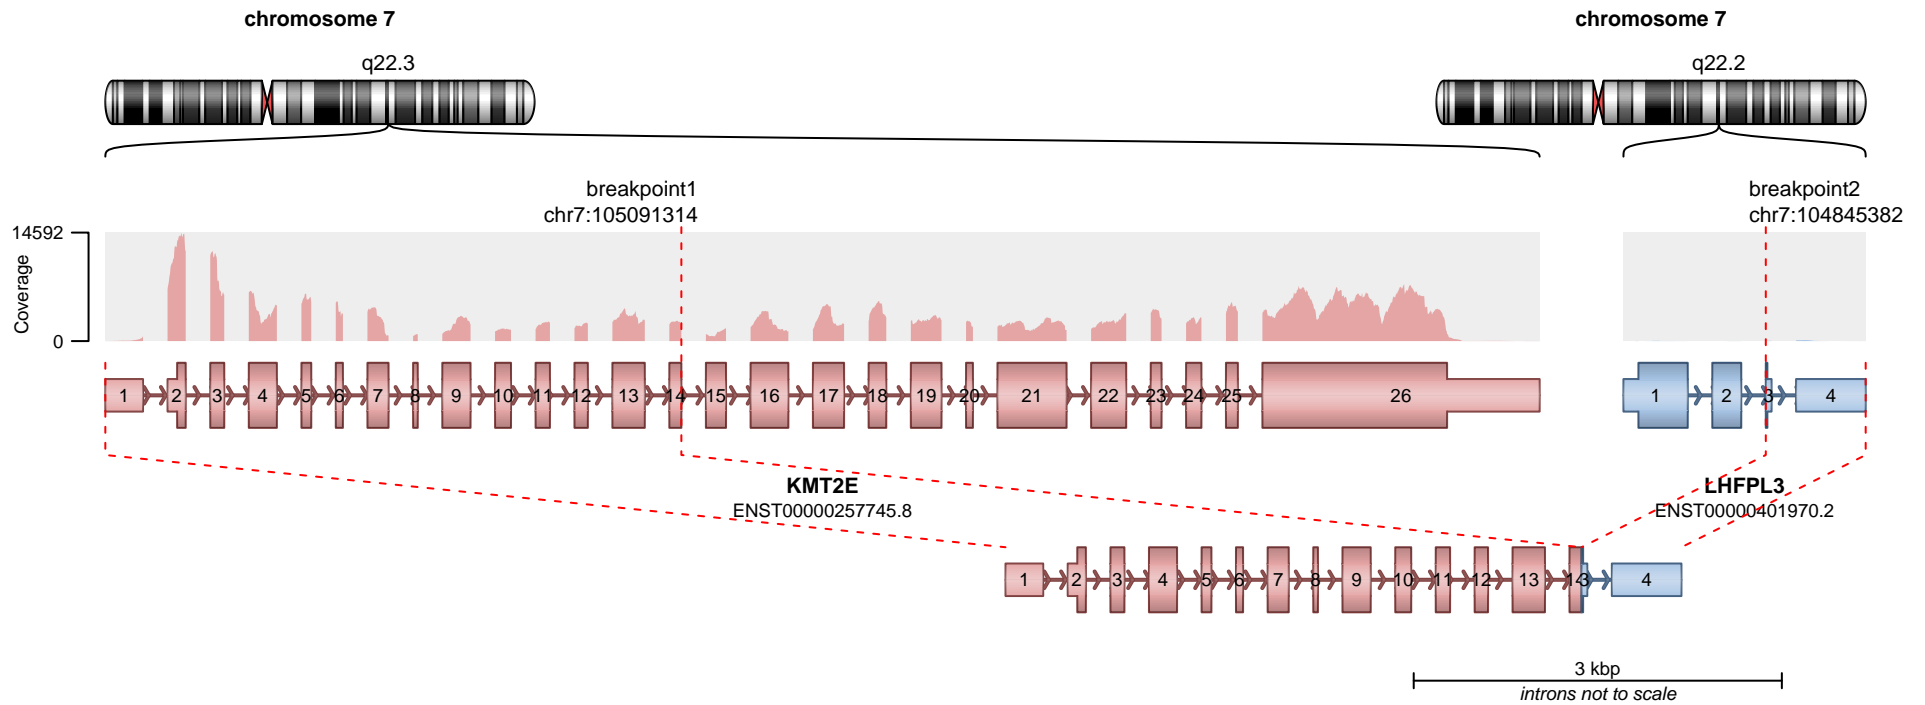 chromosome 7
chromosome 7
q22.3
q22.2
breakpoint1
chr7:105091314
breakpoint2
chr7:104845382
14592
Coverage
0
1 2 3 4 5 6 7 8 9 10 11 12 13 14 15 16 17 18 19 20 21 22 23 24 25 26
1 2 3 4
KMT2E
ENST00000257745.8
LHFPL3
ENST00000401970.2
1 2 3 4 5 6 7 8 9 10 11 12 13 14 3 4
3 kbp
introns not to scale